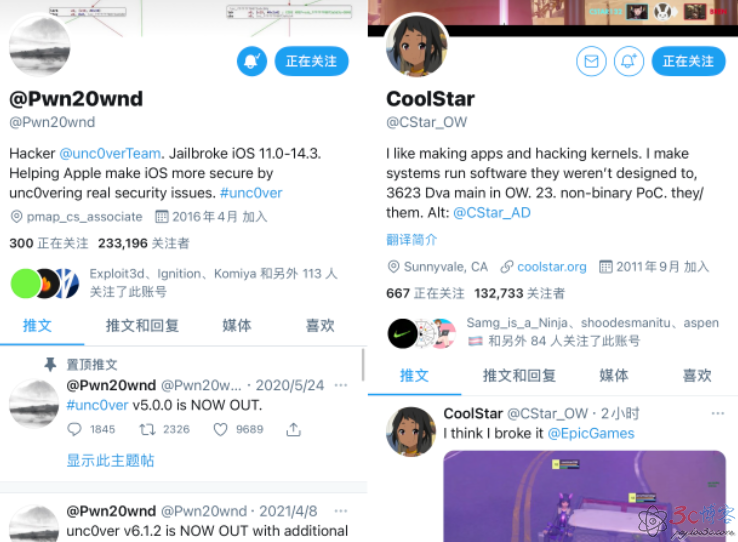 正在关注
@Pwn20wnd
@Pwn20wnd
Hacker @unc0verTeam. Jailbroke iOS 11.0-14.3.
Helping Apple make iOS more secure by
unc0vering real security issues. #unc0ver
pmap_cs_associate 2016年4月 加入
300 正在关注 233,196 关注者
Exploit3d、Ignition、Komiya 和另外 113 人
关注了此账号
推文 推文和回复 媒体 喜欢
置顶推文
@Pwn20wnd @Pwn20w... · 2020/5/24 ···
#unc0ver v5.0.0 is NOW OUT.
1845 2326 9689
显示此主题帖
@Pwn20wnd @Pwn20wnd · 2021/4/8 ···
unc0ver v6.1.2 is NOW OUT with additional
正在关注
CoolStar
@CStar_OW
I like making apps and hacking kernels. I make
systems run software they weren't designed to,
3623 Dva main in OW. 23. non-binary PoC. they/
them. Alt: @CStar_AD
翻译简介
Sunnyvale, CA coolstar.org 2011年9月 加入
667 正在关注 132,733 关注者
Samg_is_a_Ninja、shoodesmanitu、aspen
和另外 84 人关注了此账号
推文 推文和回复 媒体 喜欢
CoolStar @CStar_OW · 2小时 ···
I think I broke it @EpicGames
3c博客